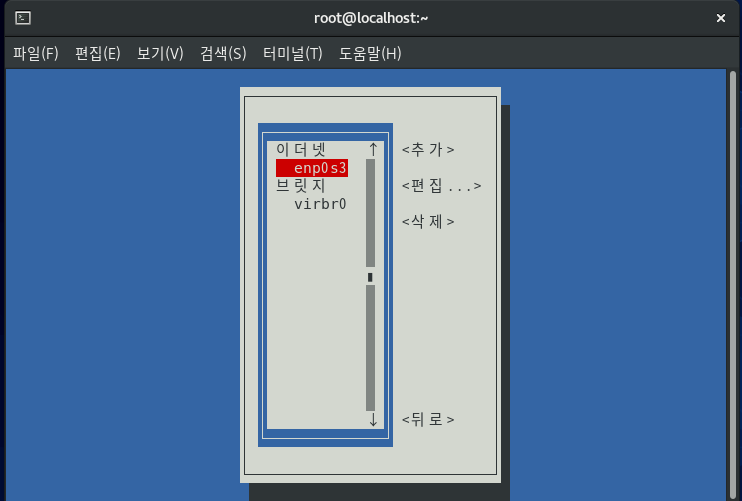 root@localhost:~
파일(F) 편집(E) 보기(V) 검색(S) 터미널(T) 도움말(H)
이더넷 ↑ <추가>
enp0s3
브릿지 <편집...>
virbr0
<삭제>
↓ <뒤로>